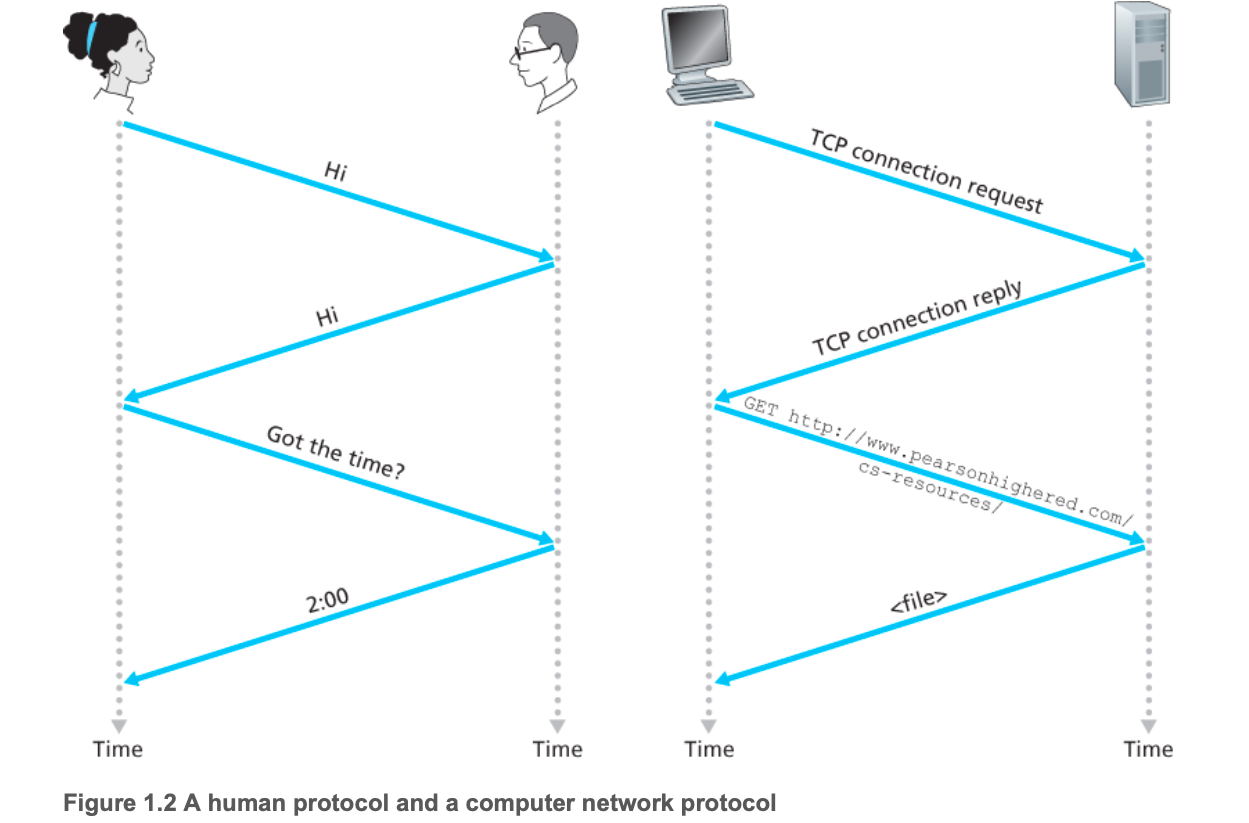 Hi
Hi
Got the time?
2:00
Time
Time
TCP connection request
TCP connection reply
GET http://www.pearsonhighered.com/
cs-resources/
<file>
Time
Time
Figure 1.2 A human protocol and a computer network protocol